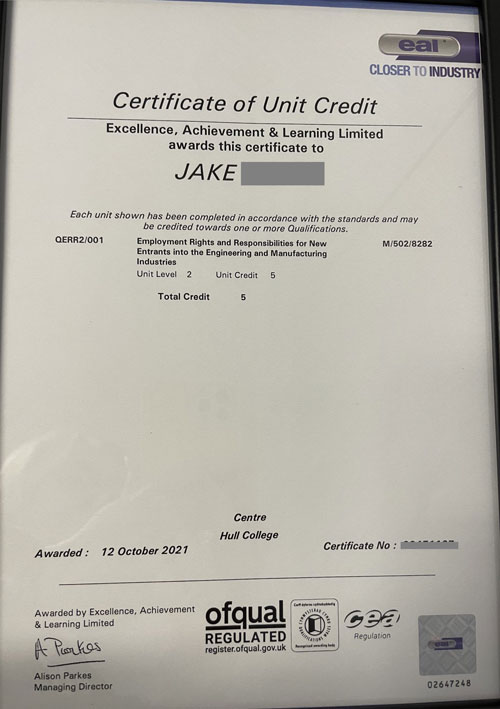 eal
CLOSER TO INDUSTRY
Certificate of Unit Credit
Excellence, Achievement & Learning Limited
awards this certificate to
JAKE
Each unit shown has been completed in accordance with the standards and may
be credited towards one or more Qualifications.
QERR2/001 Employment Rights and Responsibilities for New M/502/8282
Entrants into the Engineering and Manufacturing
Industries
Unit Level 2 Unit Credit 5
Total Credit 5
Centre
Hull College
Awarded : 12 October 2021 Certificate No :
Awarded by Excellence, Achievement
& Learning Limited
A Parkes
Alison Parkes
Managing Director
ofqual
REGULATED
register.ofqual.gov.uk
cea
Regulation
eal
02647248